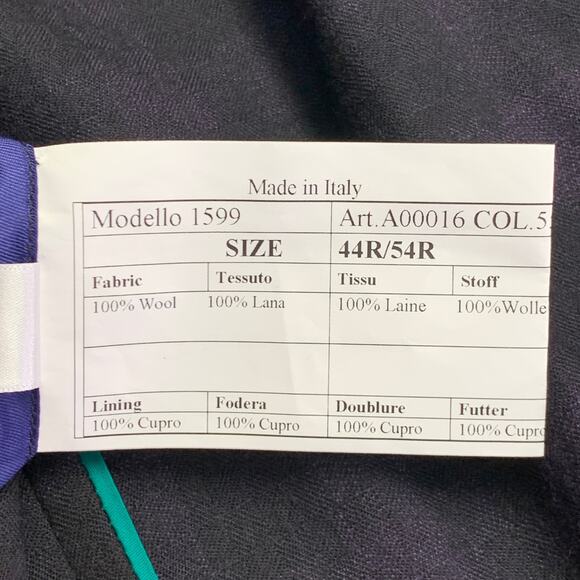 Made in Italy
Modello 1599 Art.A00016 COL.5
SIZE 44R/54R
Fabric Tessuto Tissu Stoff
100% Wool 100% Lana 100% Laine 100%Wolle
Lining Fodera Doublure Futter
100% Cupro 100% Cupro 100% Cupro 100% Cupro